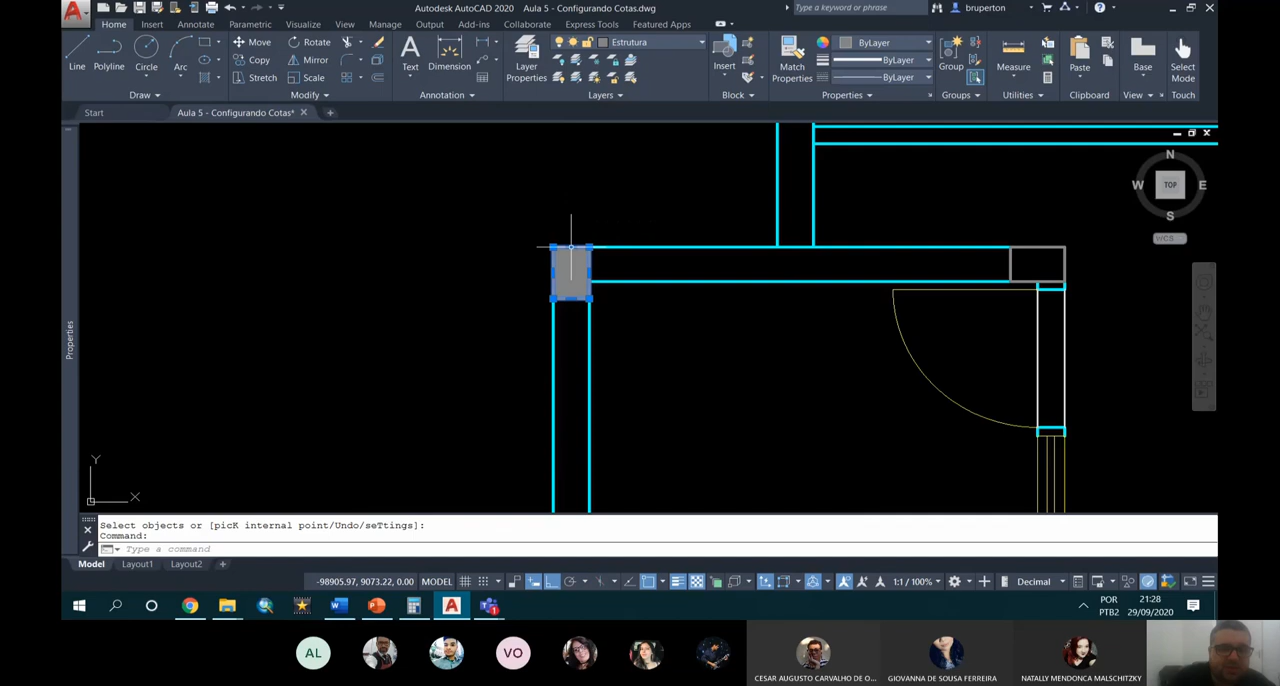 Autodesk AutoCAD 2020 Aula 5 - Configurando Cotas.dwg
Type a keyword or phrase
bruperton
Home Insert Annotate Parametric View Manage Output Add-ins Collaborate Express Tools Featured Apps
Visualize
Line Polyline Circle Arc
Move Rotate
Copy Mirror
Stretch Scale
Text Dimension
Layer
Properties
Estrutura
Insert
Match
Properties
ByLayer
ByLayer
ByLayer
Group
Measure
Paste
Base
Select
Mode
Draw Modify Annotation Layers Block Properties Groups Utilities Clipboard View Touch
Start Aula 5 - Configurando Cotas*
N
W TOP E
S
WCS
Properties
Y
X
Select objects or [picK internal point/Undo/seTtings]:
Command:
Type a command
Model Layout1 Layout2
-98905.97, 9073.22, 0.00 MODEL 1:1 / 100% Decimal
POR
PTB2
21:28
29/09/2020
AL VO
CESAR AUGUSTO CARVALHO DE O... GIOVANNA DE SOUSA FERREIRA NATALLY MENDONCA MALSCHITZKY